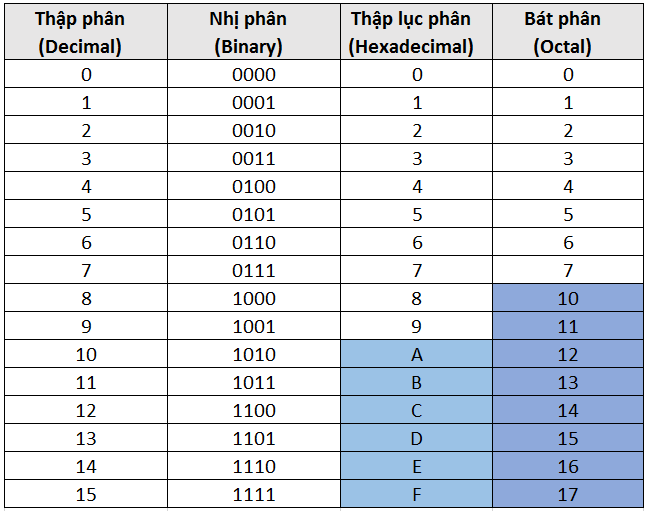 Thập phân Nhị phân Thập lục phân Bát phân
(Decimal) (Binary) (Hexadecimal) (Octal)
0 0000 0 0
1 0001 1 1
2 0010 2 2
3 0011 3 3
4 0100 4 4
5 0101 5 5
6 0110 6 6
7 0111 7 7
8 1000 8 10
9 1001 9 11
10 1010 A 12
11 1011 B 13
12 1100 C 14
13 1101 D 15
14 1110 E 16
15 1111 F 17